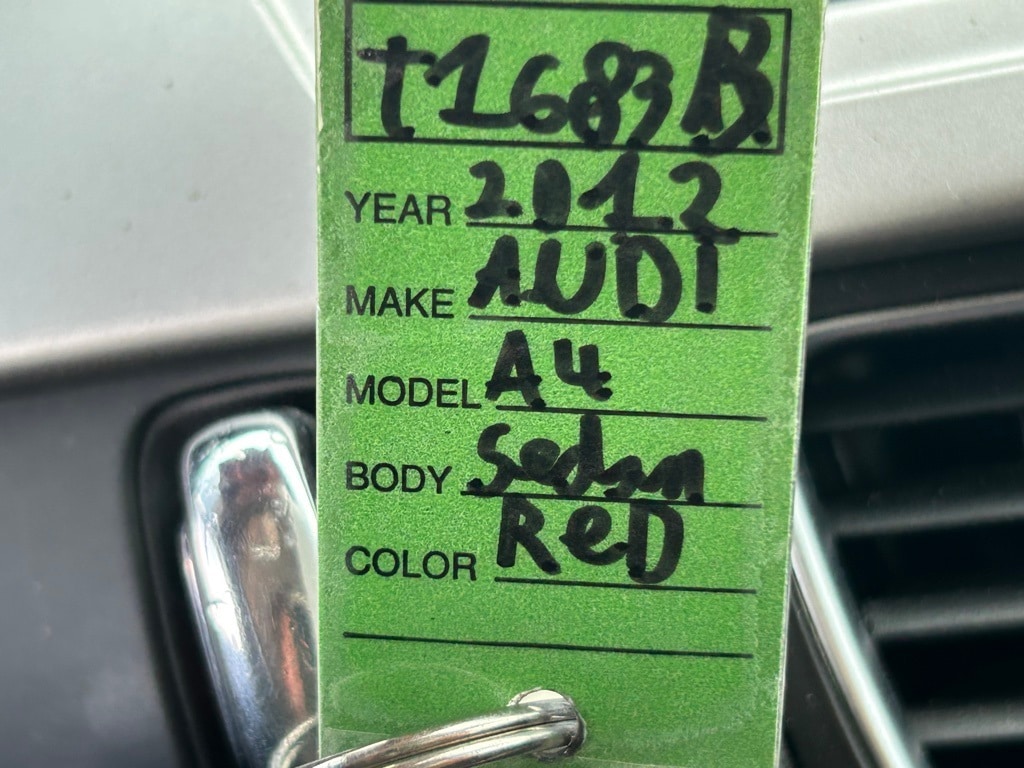 t1683B
YEAR 2012
MAKE AUDI
MODEL A4
BODY Sedan
COLOR ReD